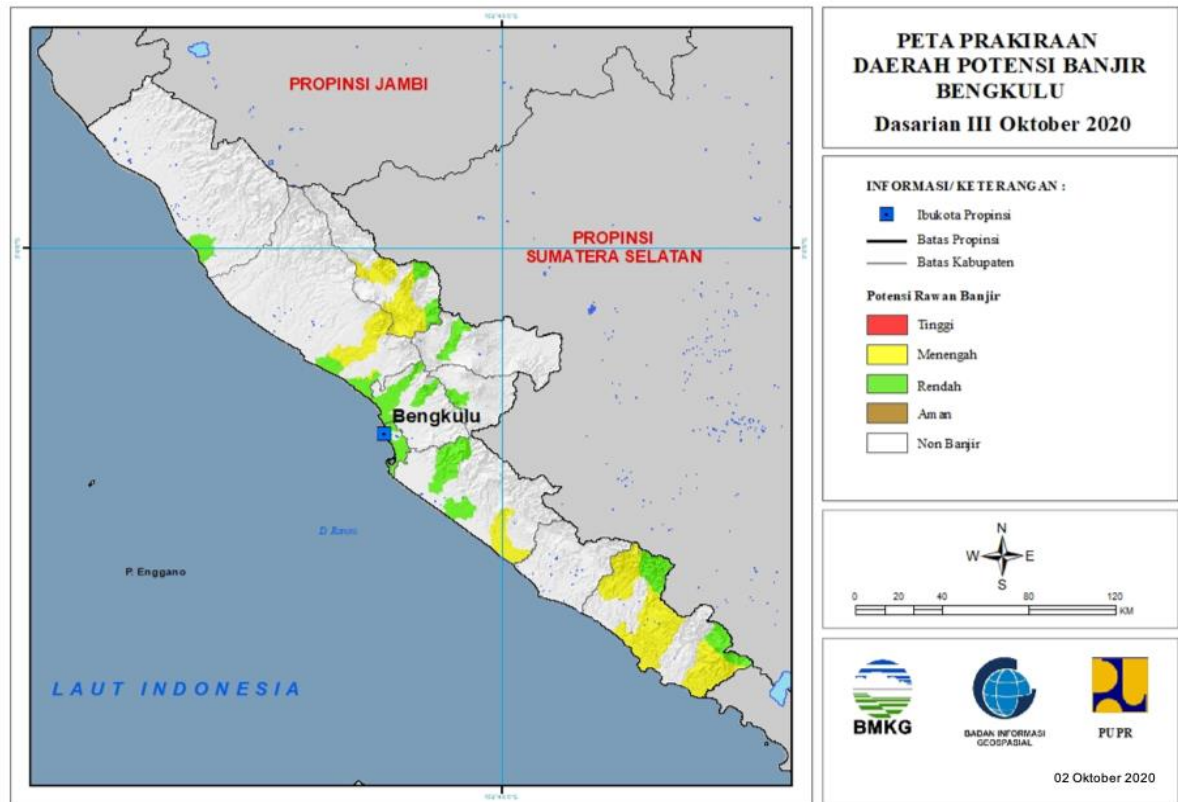 PROPINSI JAMBI
PROPINSI
SUMATERA SELATAN
Bengkulu
P. Enggano
LAUT INDONESIA
PETA PRAKIRAAN
DAERAH POTENSI BANJIR
BENGKULU
Dasarian III Oktober 2020
INFORMASI/ KETERANGAN :
Ibukota Propinsi
Batas Propinsi
Batas Kabupaten
Potensi Rawan Banjir
Tinggi
Menengah
Rendah
Aman
Non Banjir
N
W E
S
0 20 40 80 120
KM
BMKG
BADAN INFORMASI
GEOSPASIAL
PUPR
02 Oktober 2020